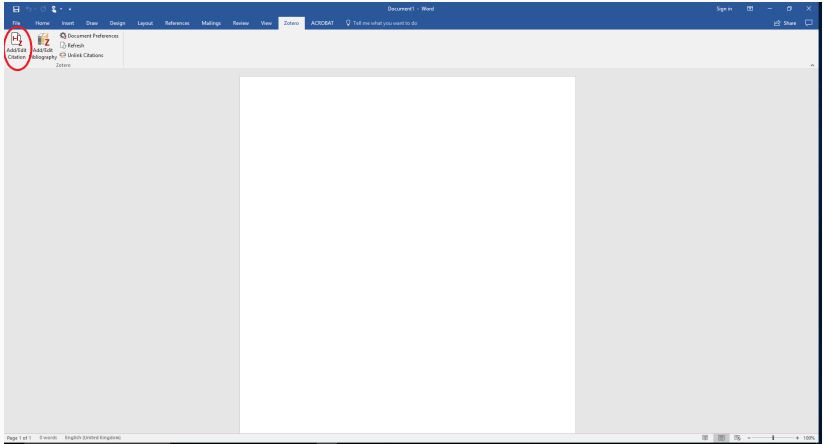 Document1 - Word
Sign in
File Home Insert Draw Design Layout References Mailings Review View Zotero ACROBAT Tell me what you want to do
Share
Add/Edit Citation
Add/Edit Bibliography
Document Preferences
Refresh
Unlink Citations
Zotero
Page 1 of 1 0 words English (United Kingdom)
100%